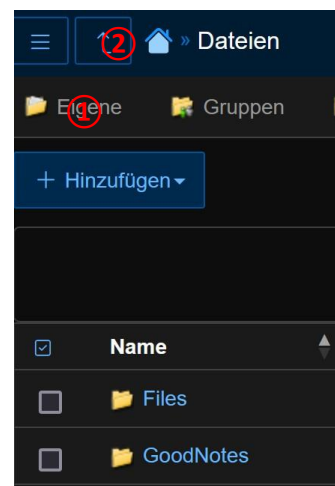 ② » Dateien
Eigene Gruppen
①
+ Hinzufügen
Name
Files
GoodNotes